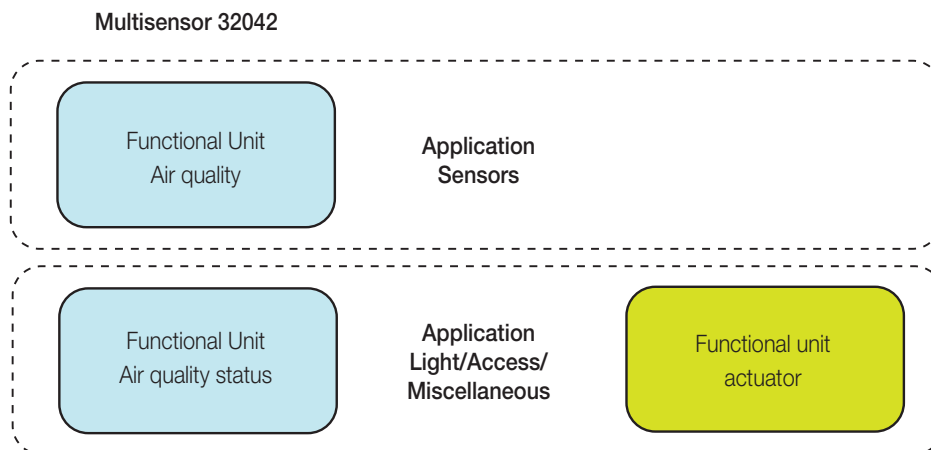 Multisensor 32042
Functional Unit
Air quality
Application
Sensors
Functional Unit
Air quality status
Application
Light/Access/
Miscellaneous
Functional unit
actuator